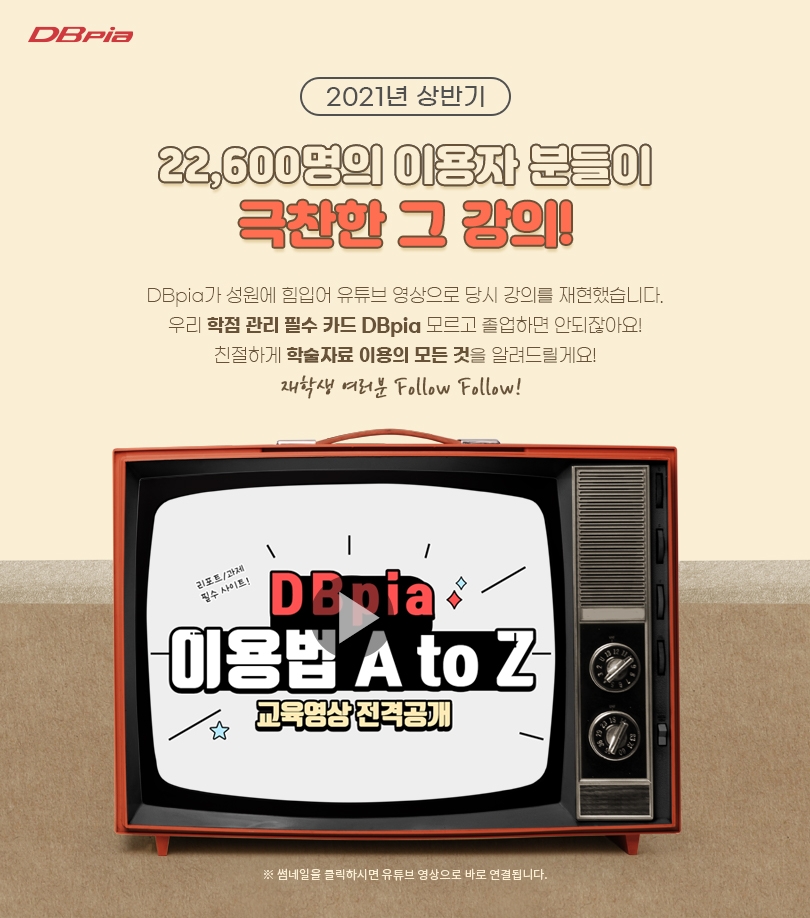 DBpia
2021년 상반기
22,600명의 이용자 분들이
극찬한 그 강의!
DBpia가 성원에 힘입어 유튜브 영상으로 당시 강의를 재현했습니다.
우리 학점 관리 필수 카드 DBpia 모르고 졸업하면 안되잖아요!
친절하게 학술자료 이용의 모든 것을 알려드릴게요!
재학생 여러분 Follow Follow!
리포트/과제
필수 사이트!
DBpia
이용법 A to Z
교육영상 전격공개
※ 썸네일을 클릭하시면 유튜브 영상으로 바로 연결됩니다.